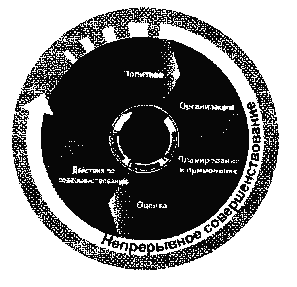 Политика
Организация
Планирование
и применение
Оценка
Действия по
совершенствованию
Непрерывное совершенствование